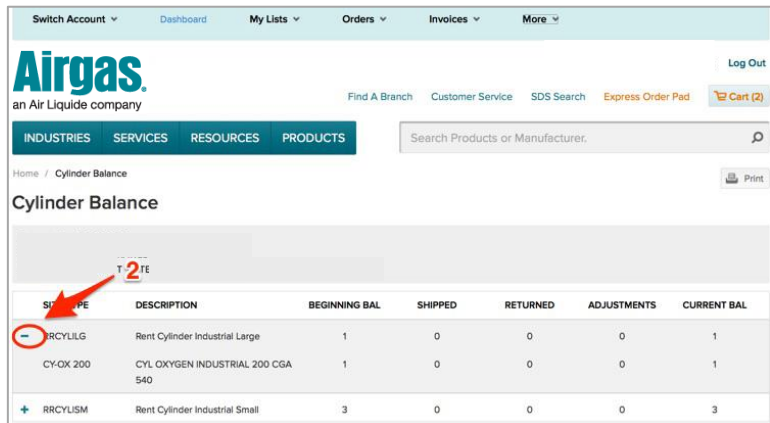 Switch Account Dashboard My Lists Orders Invoices More
Log Out
Airgas.
an Air Liquide company
Find A Branch Customer Service SDS Search Express Order Pad Cart (2)
INDUSTRIES SERVICES RESOURCES PRODUCTS Search Products or Manufacturer.
Home / Cylinder Balance Print
Cylinder Balance
2
DESCRIPTION BEGINNING BAL SHIPPED RETURNED ADJUSTMENTS CURRENT BAL
− RRCYLILG Rent Cylinder Industrial Large 1 0 0 0 1
CY-OX 200 CYL OXYGEN INDUSTRIAL 200 CGA 1 0 0 0 1
540
+ RRCYLISM Rent Cylinder Industrial Small 3 0 0 0 3